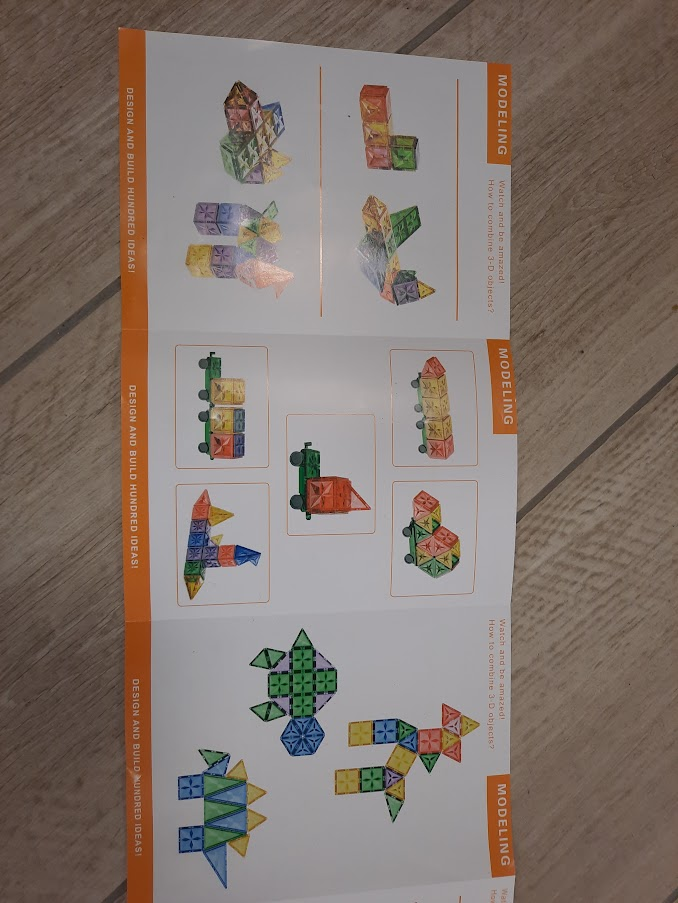 MODELING
Watch and be amazed!
How to combine 3-D objects?
DESIGN AND BUILD HUNDRED IDEAS!
MODELING
DESIGN AND BUILD HUNDRED IDEAS!
Watch and be amazed!
How to combine 3-D objects?
MODELING
DESIGN AND BUILD HUNDRED IDEAS!